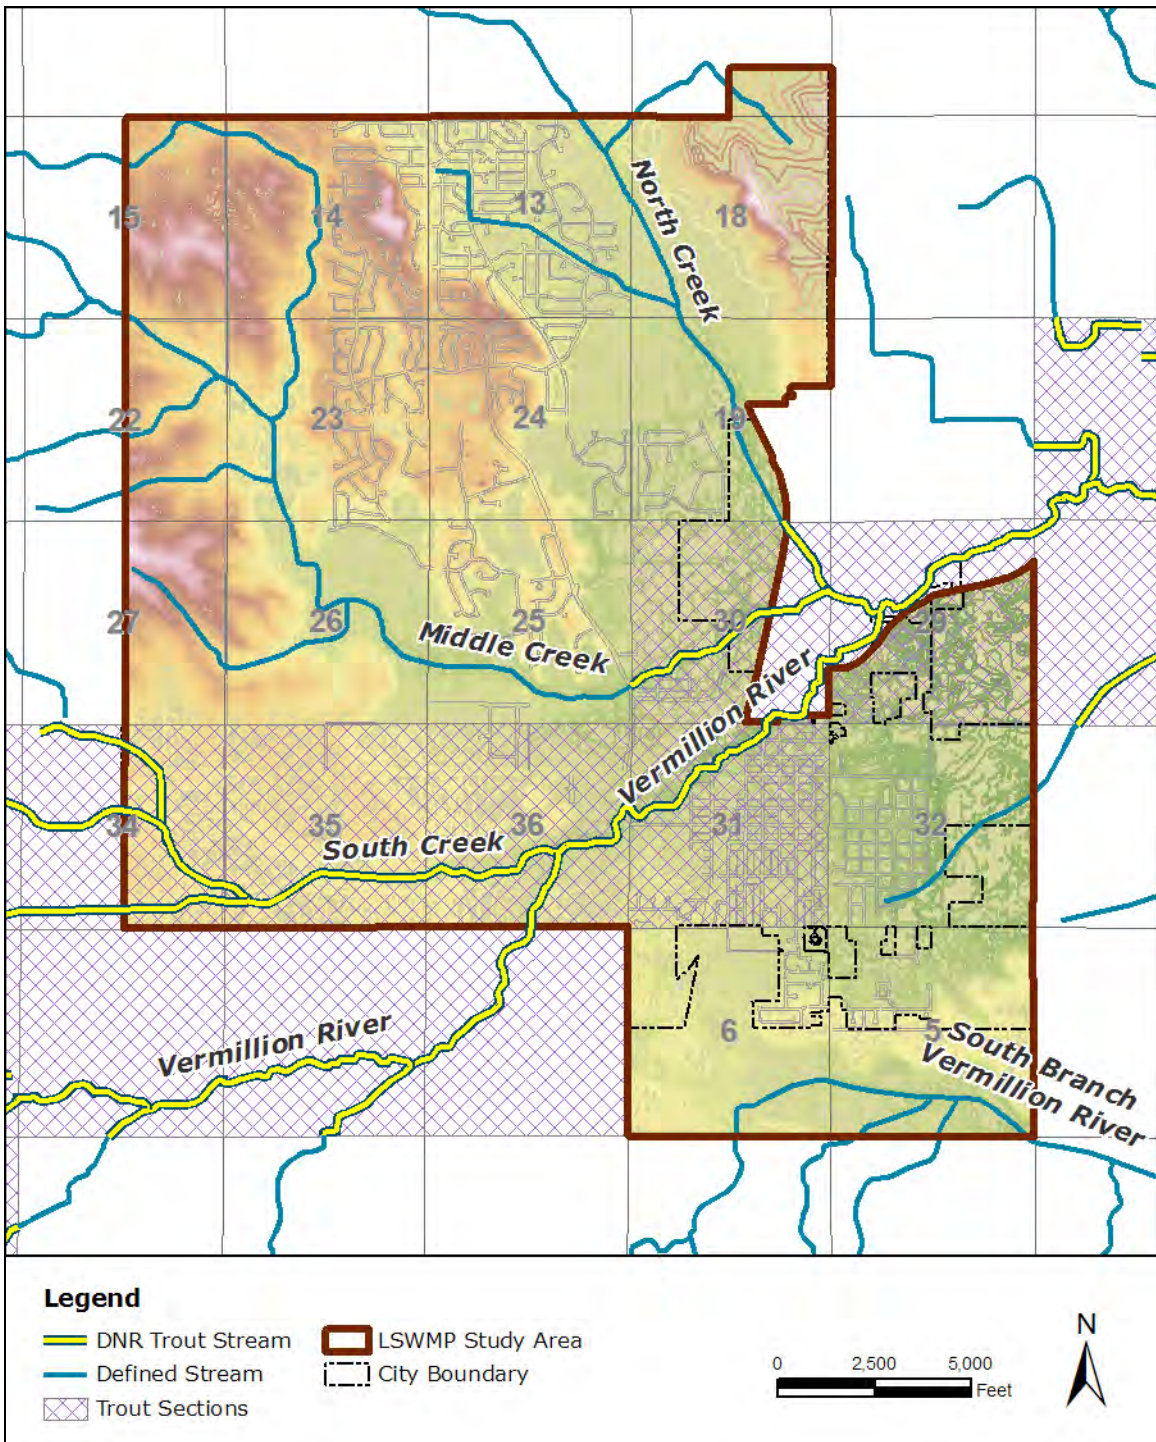 15
14
13
18
North Creek
22
23
24
19
27
26
25
30
29
Middle Creek
Vermillion River
34
35
36
31
32
South Creek
Vermillion River
6
5
South Branch
Vermillion River
Legend
DNR Trout Stream
LSWMP Study Area
Defined Stream
City Boundary
Trout Sections
0 2,500 5,000
Feet
N